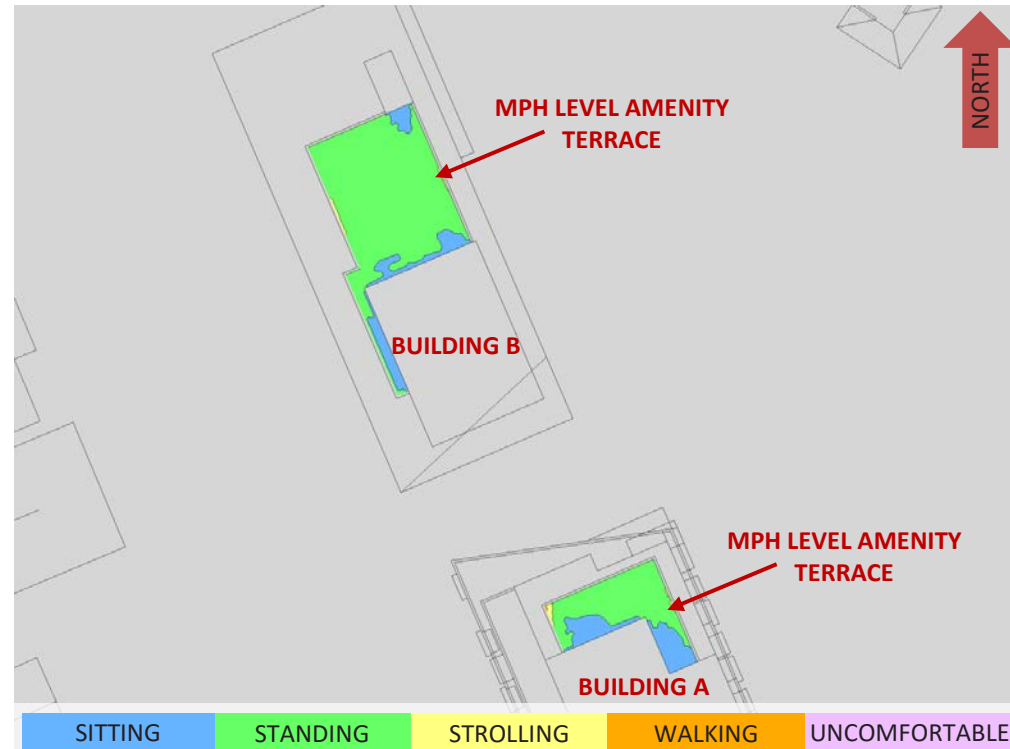 NORTH
MPH LEVEL AMENITY
TERRACE
BUILDING B
MPH LEVEL AMENITY
TERRACE
BUILDING A
SITTING STANDING STROLLING WALKING UNCOMFORTABLE